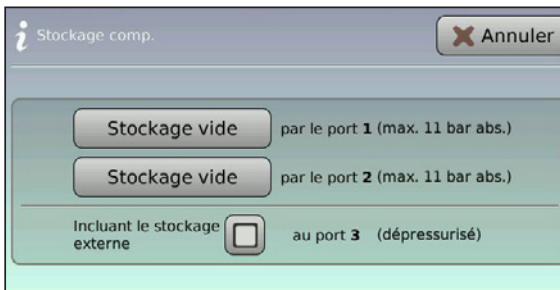 i Stockage comp.
Annuler
Stockage vide par le port 1 (max. 11 bar abs.)
Stockage vide par le port 2 (max. 11 bar abs.)
Incluant le stockage
externe
au port 3 (dépressurisé)